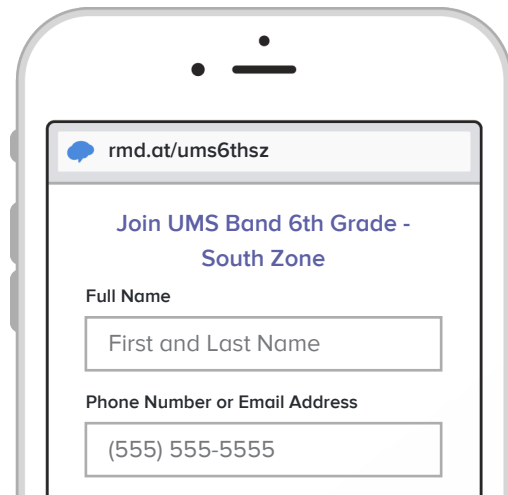 rmd.at/ums6thsz
Join UMS Band 6th Grade -
South Zone
Full Name
First and Last Name
Phone Number or Email Address
(555) 555-5555